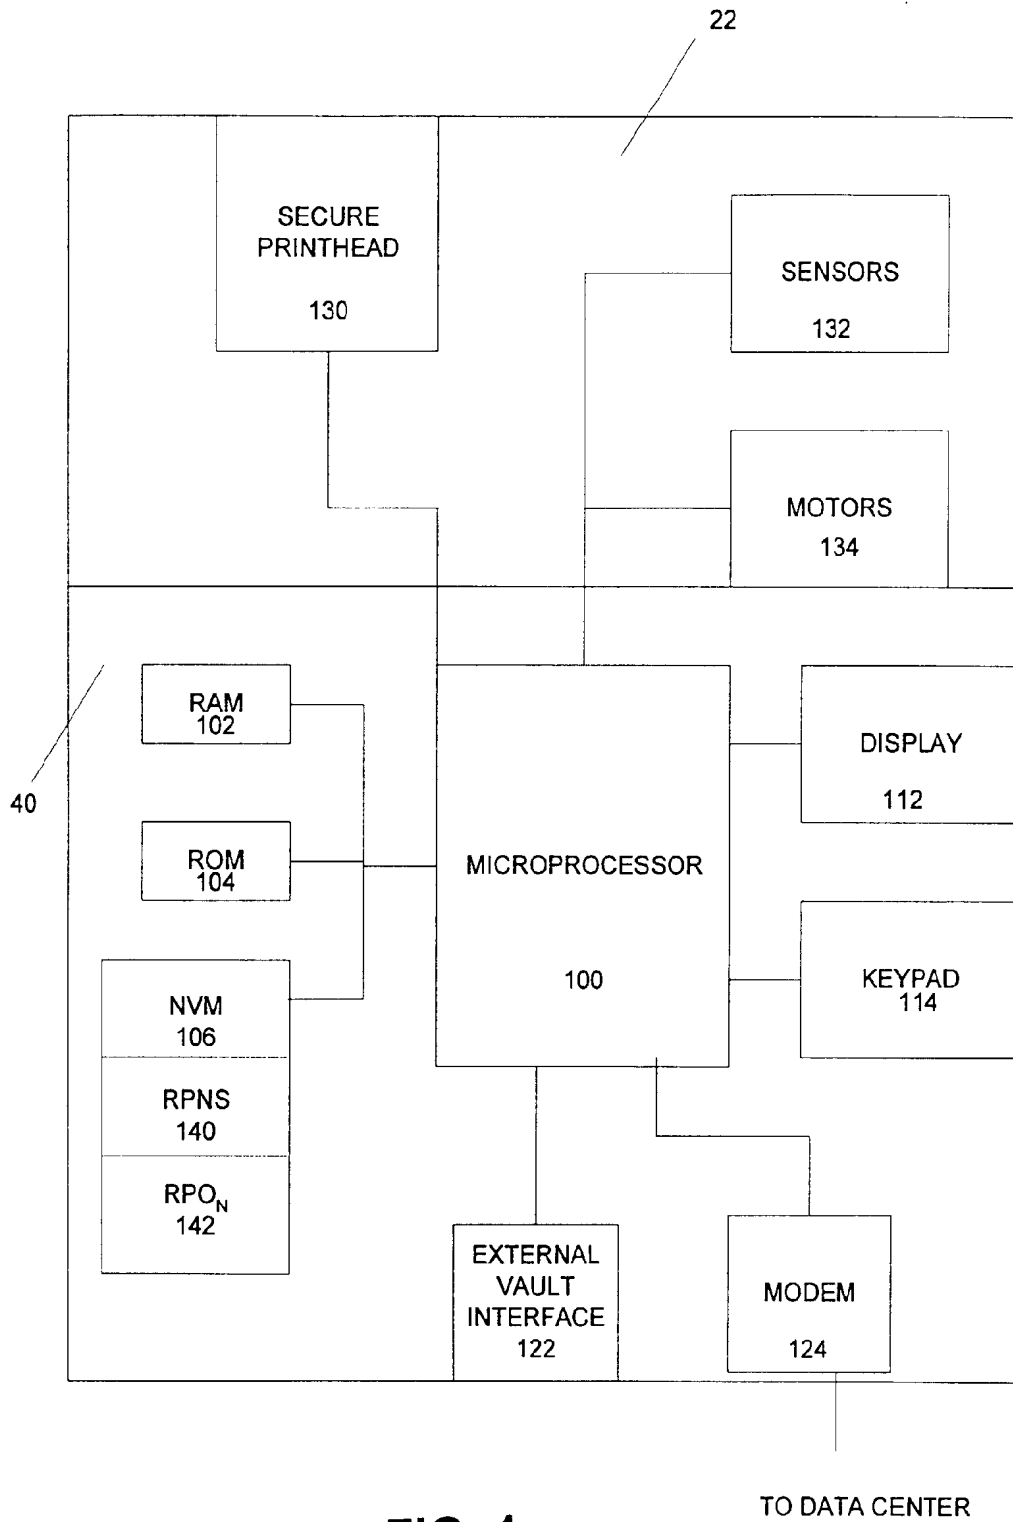 22
SECURE
PRINTHEAD
130
SENSORS
132
MOTORS
134
40
RAM
102
ROM
104
NVM
106
RPNS
140
RPON
142
MICROPROCESSOR
100
DISPLAY
112
KEYPAD
114
EXTERNAL
VAULT
INTERFACE
122
MODEM
124
TO DATA CENTER